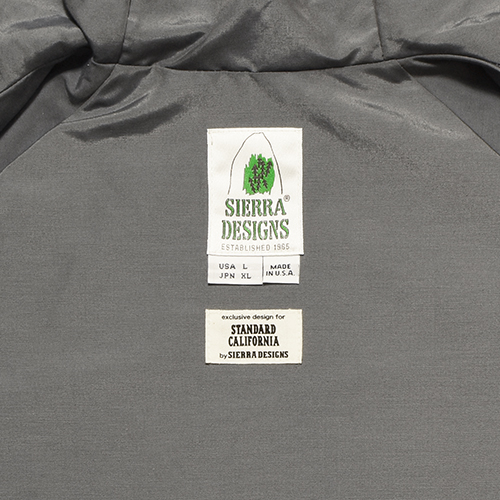 SIERRA ®
DESIGNS
ESTABLISHED 1965
USA L
JPN XL
MADE
IN U.S.A.
exclusive design for
STANDARD
CALIFORNIA
by SIERRA DESIGNS